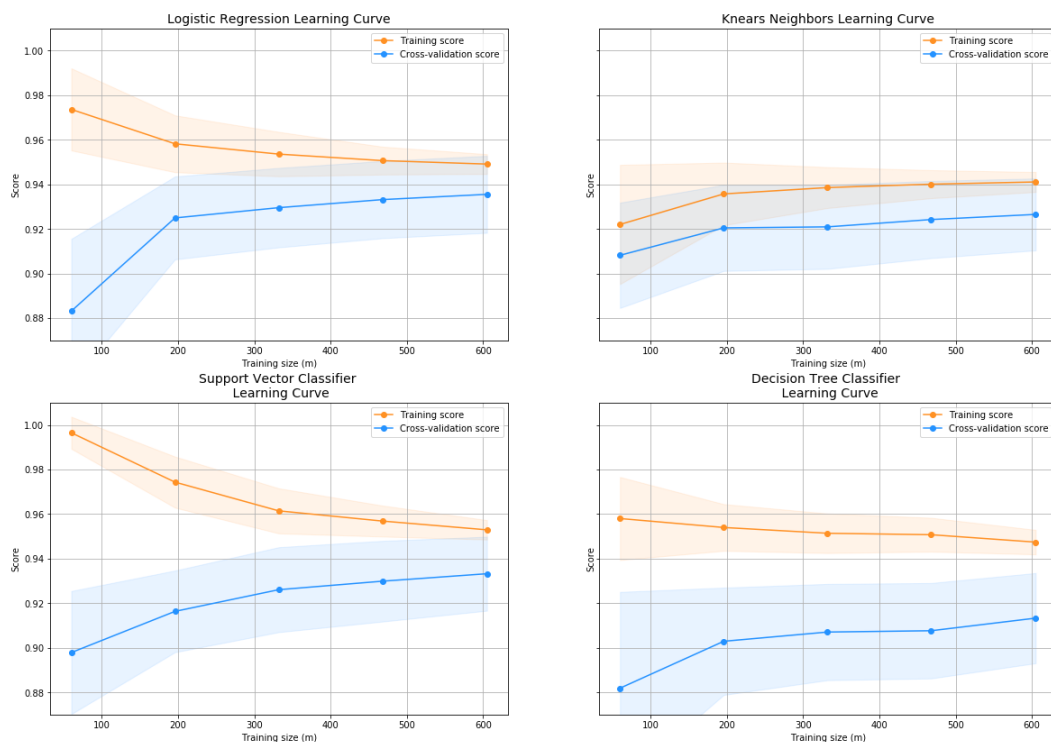 Logistic Regression Learning Curve
Training score
Cross-validation score
1.00
0.98
0.96
0.94
0.92
0.90
0.88
Score
100 200 300 400 500 600
Training size (m)
Knears Neighbors Learning Curve
Training score
Cross-validation score
Score
100 200 300 400 500 600
Training size (m)
Support Vector Classifier
Learning Curve
Training score
Cross-validation score
1.00
0.98
0.96
0.94
0.92
0.90
0.88
Score
100 200 300 400 500 600
Training size (m)
Decision Tree Classifier
Learning Curve
Training score
Cross-validation score
Score
100 200 300 400 500 600
Training size (m)